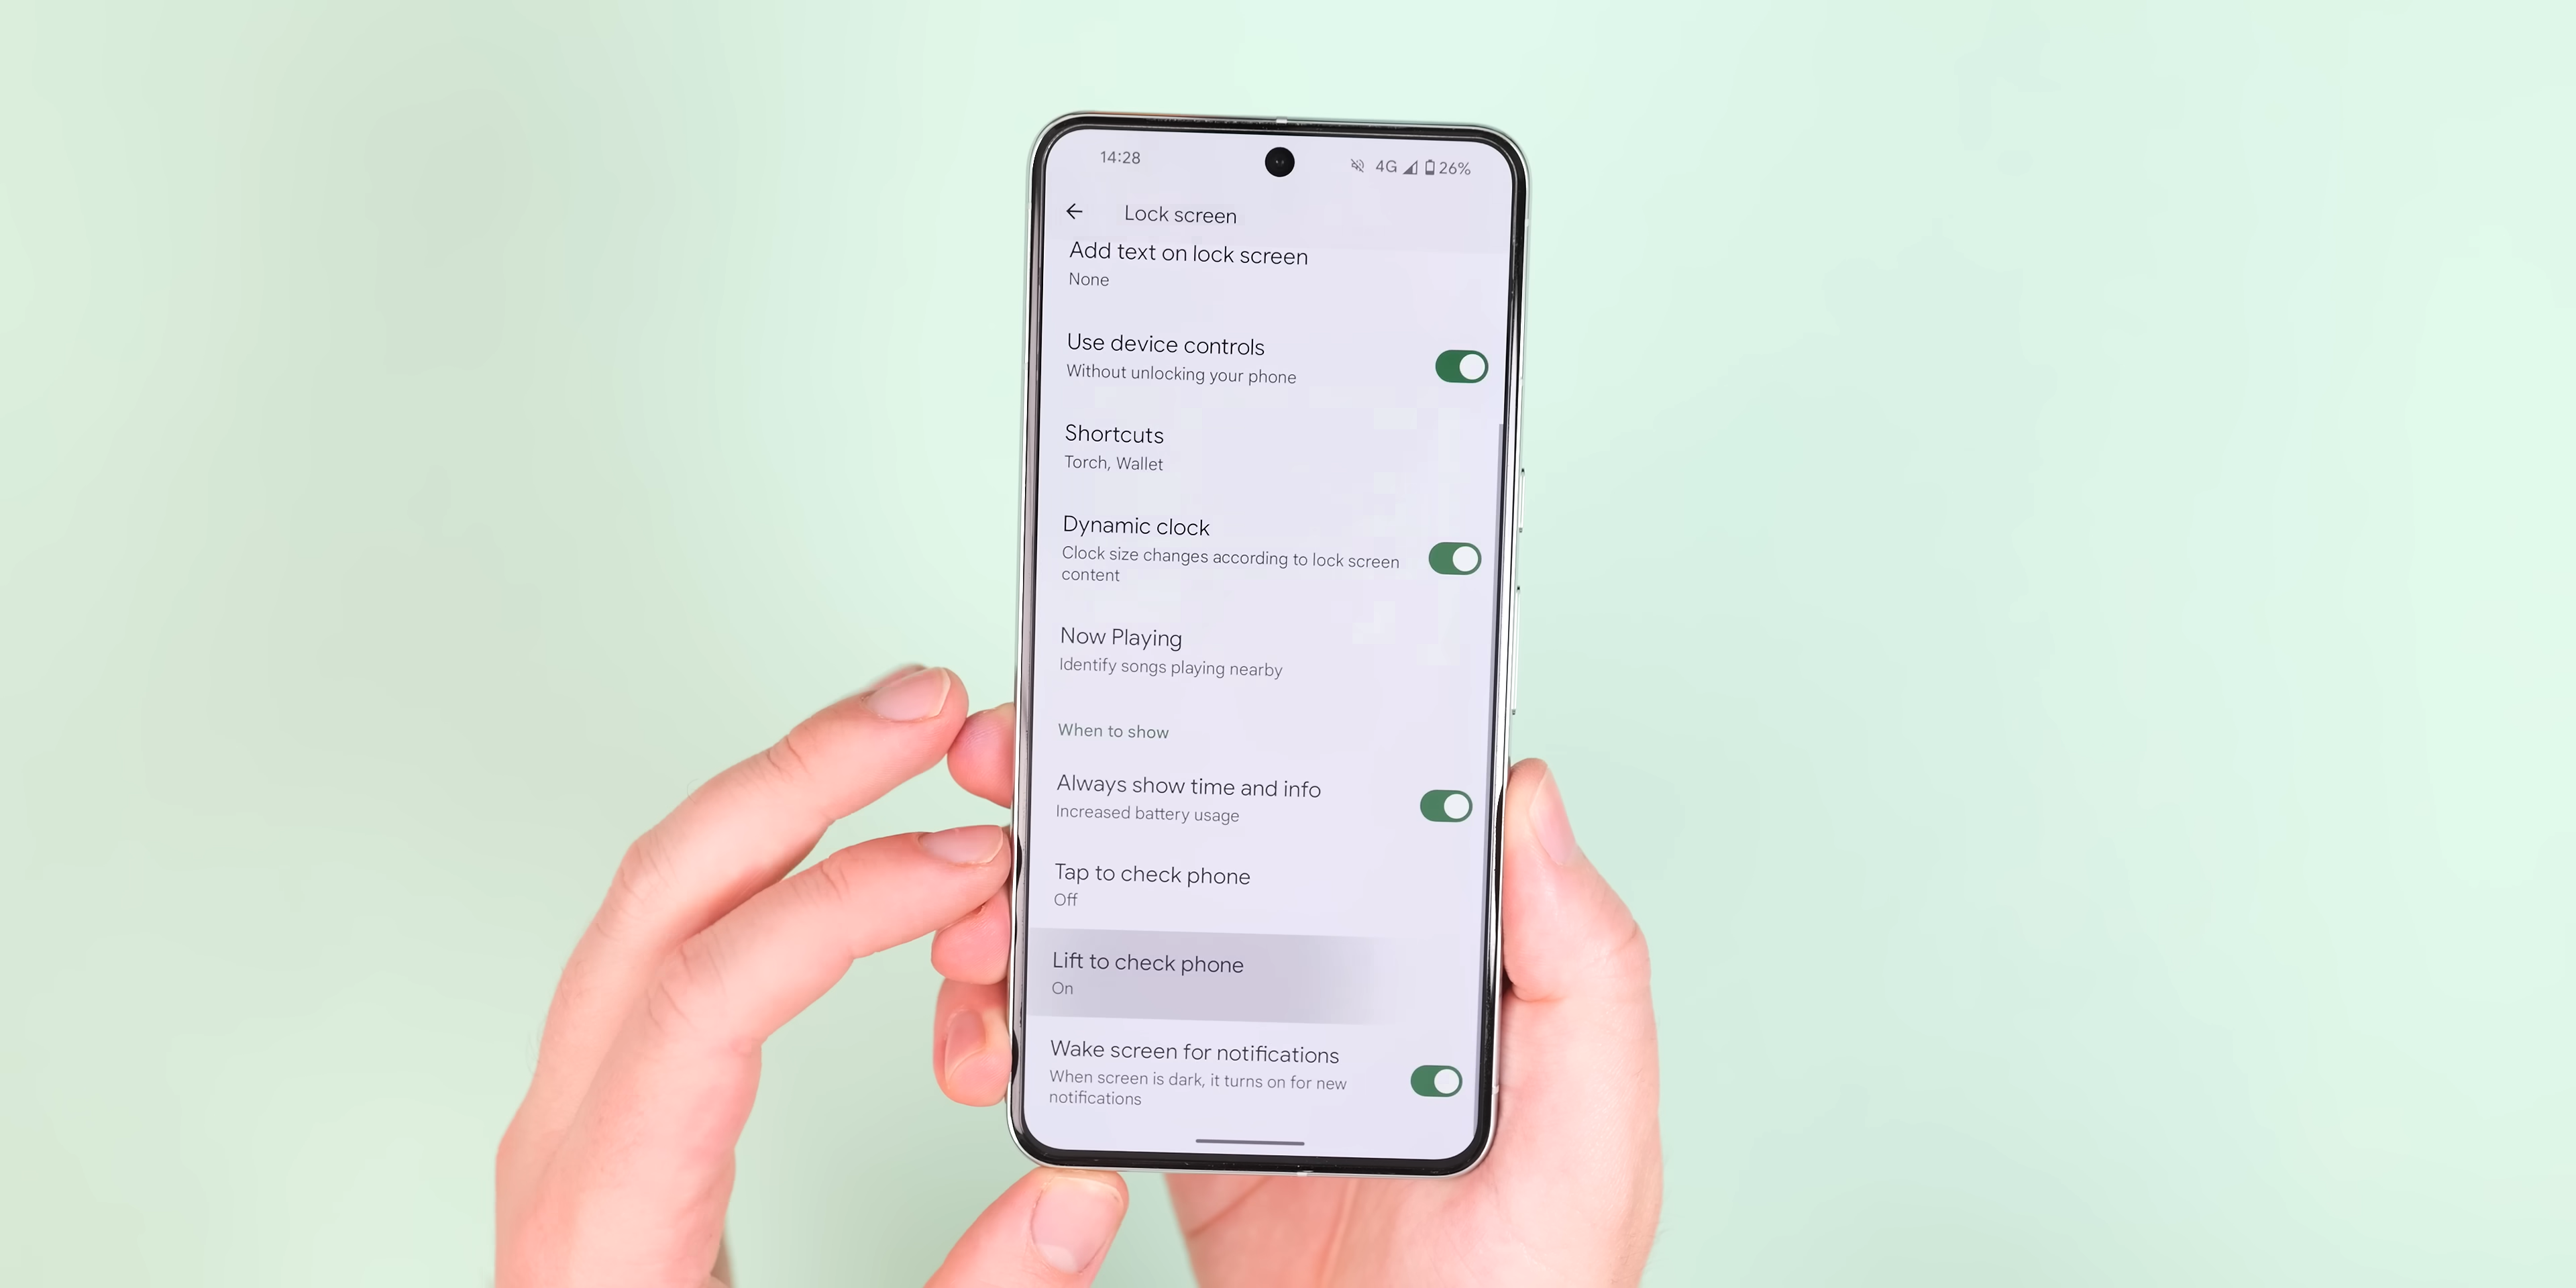 14:28
4G 26%
Lock screen
Add text on lock screen
None
Use device controls
Without unlocking your phone
Shortcuts
Torch, Wallet
Dynamic clock
Clock size changes according to lock screen
content
Now Playing
Identify songs playing nearby
When to show
Always show time and info
Increased battery usage
Tap to check phone
Off
Lift to check phone
On
Wake screen for notifications
When screen is dark, it turns on for new
notifications